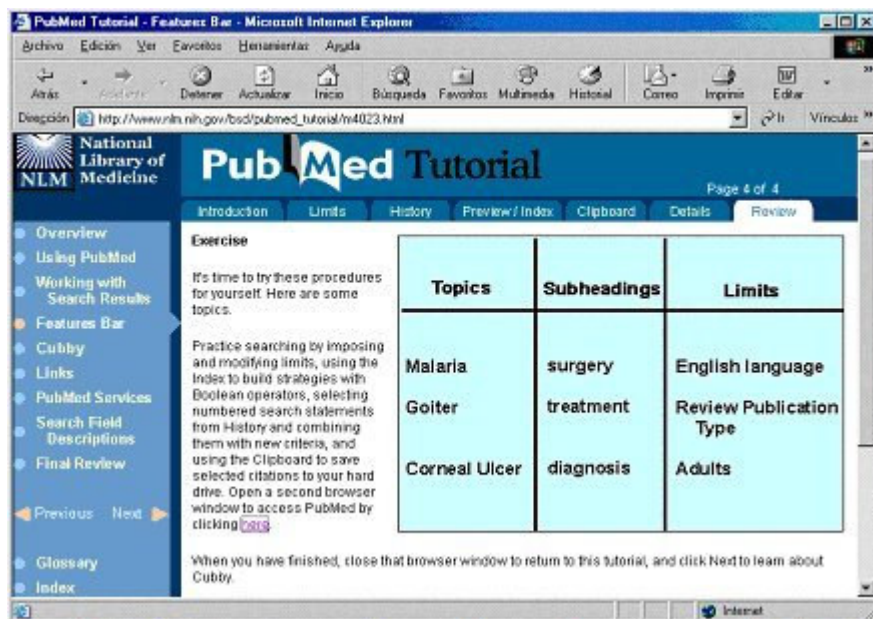 PubMed Tutorial - Features Bar - Microsoft Internet Explorer
Archivo Edición Ver Favoritos Herramientas Ayuda
Atrás Adelante Detener Actualizar Inicio Búsqueda Favoritos Multimedia Historial Correo Imprimir Editar
Dirección http://www.nlm.nih.gov/bsd/pubmed_tutorial/m4023.html Ir Vínculos
National
Library of
NLM Medicine
PubMed Tutorial
Page 4 of 4
Introduction Limits History Preview / Index Clipboard Details Review
Overview
Using PubMed
Working with
Search Results
Features Bar
Cubby
Links
PubMed Services
Search Field
Descriptions
Final Review
Previous Next
Glossary
Index
Exercise
It's time to try these procedures
for yourself. Here are some
topics.
Practice searching by imposing
and modifying limits, using the
Index to build strategies with
Boolean operators, selecting
numbered search statements
from History and combining
them with new criteria, and
using the Clipboard to save
selected citations to your hard
drive. Open a second browser
window to access PubMed by
clicking here.
Topics Subheadings Limits
Malaria surgery English language
Goiter treatment Review Publication
Type
Corneal Ulcer diagnosis Adults
When you have finished, close that browser window to return to this tutorial, and click Next to learn about
Cubby.
Internet